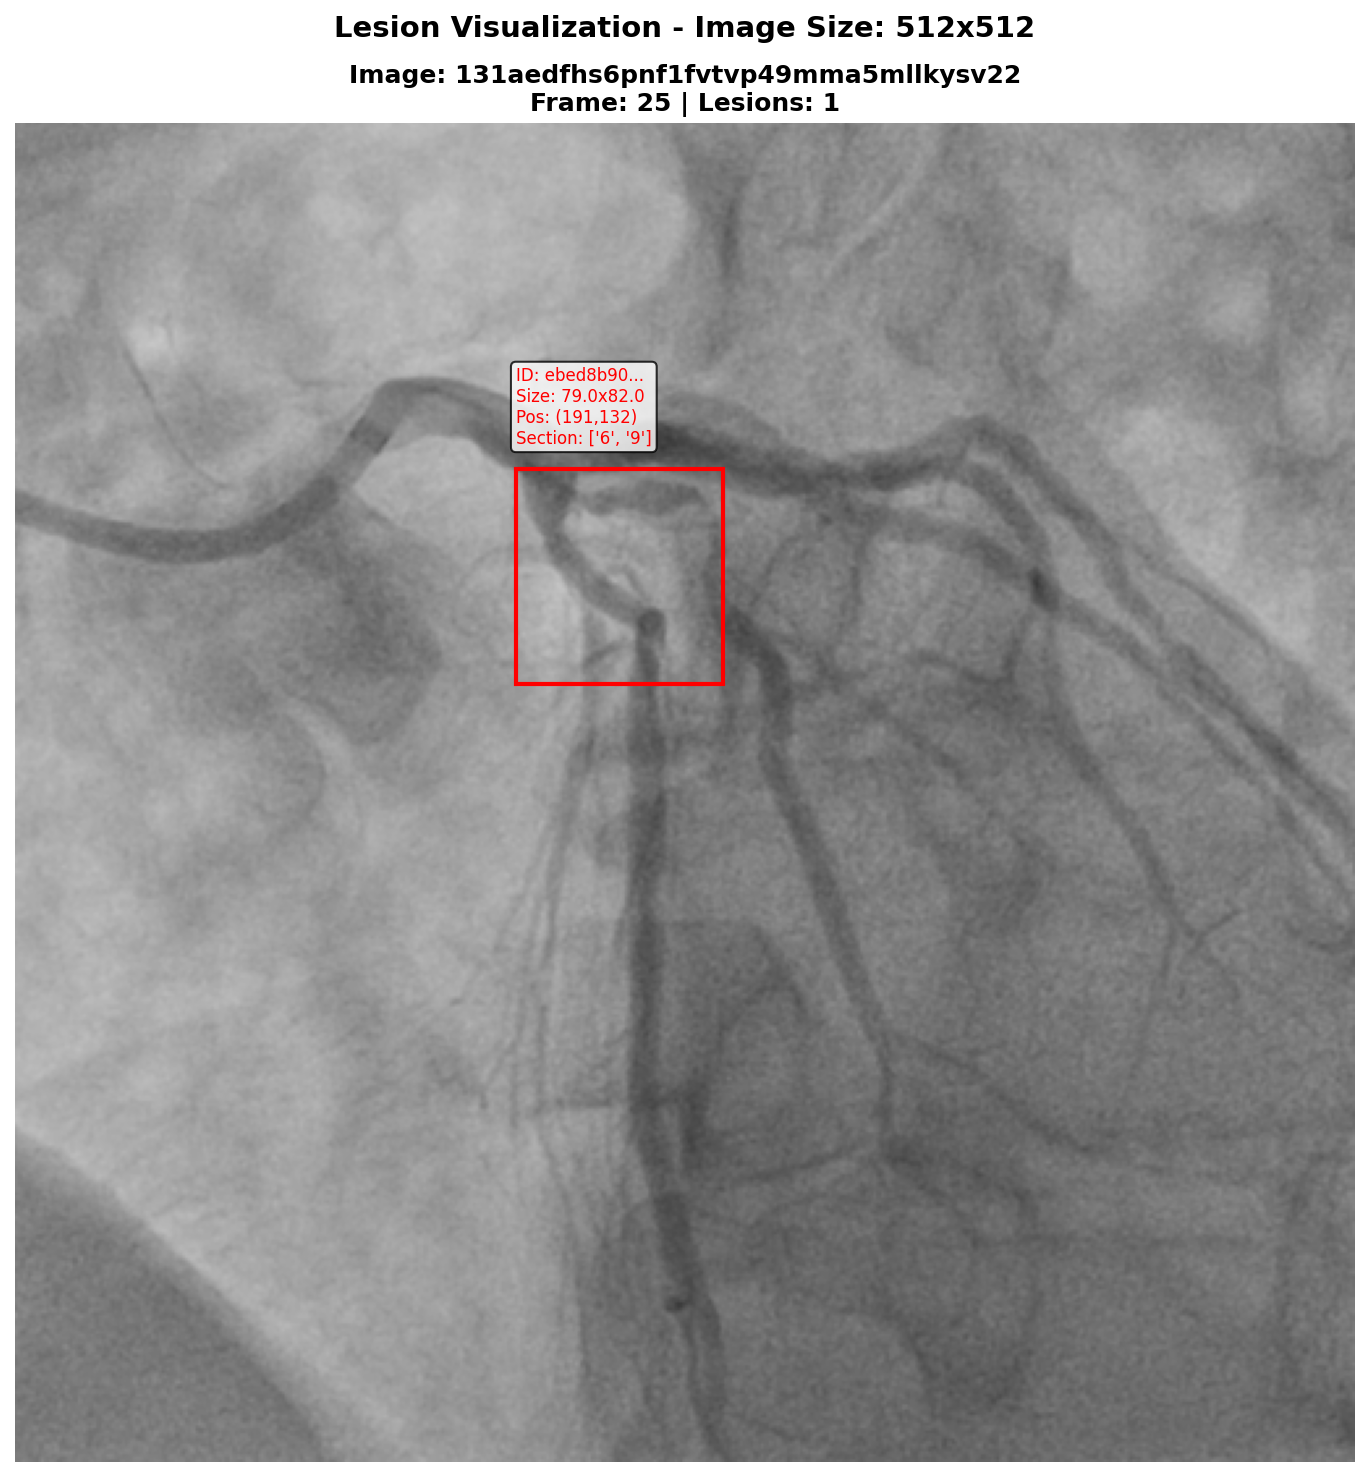 Lesion Visualization - Image Size: 512x512
Image: 131aedfhs6pnf1fvtvp49mma5mllkysv22
Frame: 25 | Lesions: 1
ID: ebed8b90...
Size: 79.0x82.0
Pos: (191,132)
Section: ['6', '9']